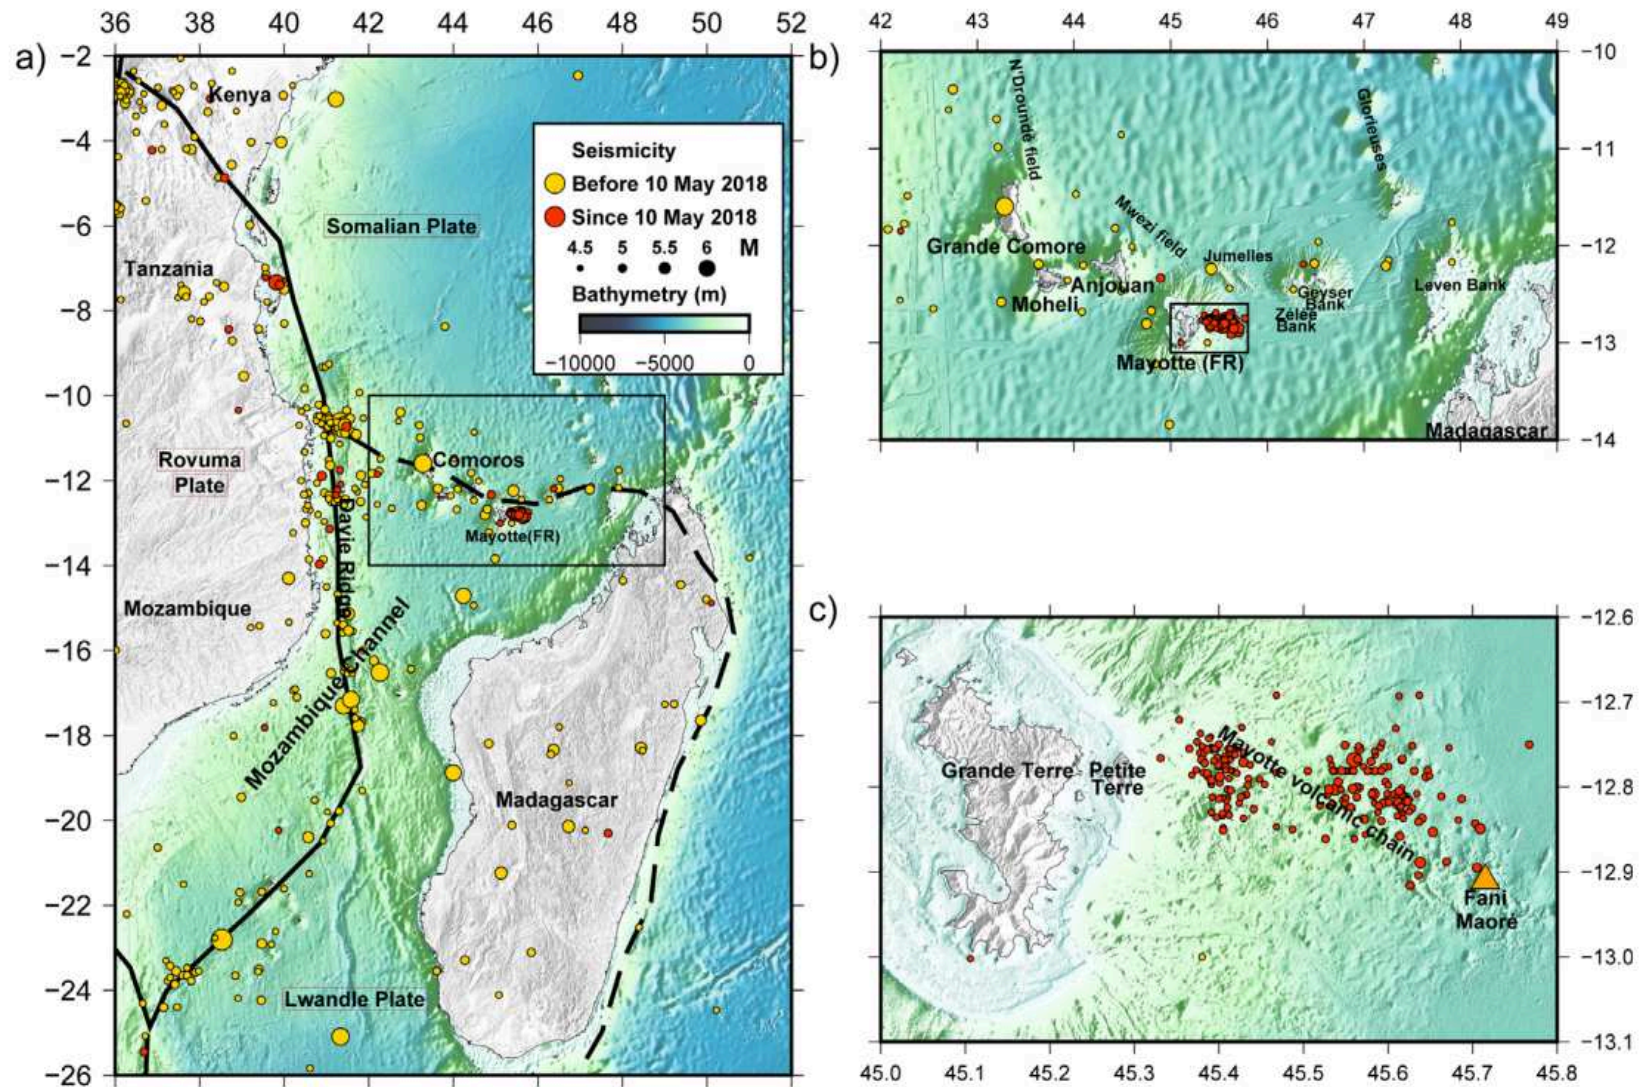 36 38 40 42 44 46 48 50 52
a)
−2
−4
−6
−8
−10
−12
−14
−16
−18
−20
−22
−24
−26
Kenya
Seismicity
Before 10 May 2018
Since 10 May 2018
4.5 5 5.5 6 M
Bathymetry (m)
−10000 −5000 0
Somalian Plate
Tanzania
Rovuma
Plate
Comoros
Mayotte(FR)
Davie Ridge
Mozambique
Mozambique Channel
Madagascar
Lwandle Plate
42 43 44 45 46 47 48 49
b)
−10
−11
−12
−13
−14
N'Droundé field
Glorieuses
Mwezi field
Grande Comore
Jumelles
Anjouan
Moheli
Geyser
Bank
Zélée
Bank
Leven Bank
Mayotte (FR)
Madagascar
c)
−12.6
−12.7
−12.8
−12.9
−13.0
−13.1
Mayotte volcanic chain
Grande Terre
Petite
Terre
Fani
Maoré
45.0 45.1 45.2 45.3 45.4 45.5 45.6 45.7 45.8